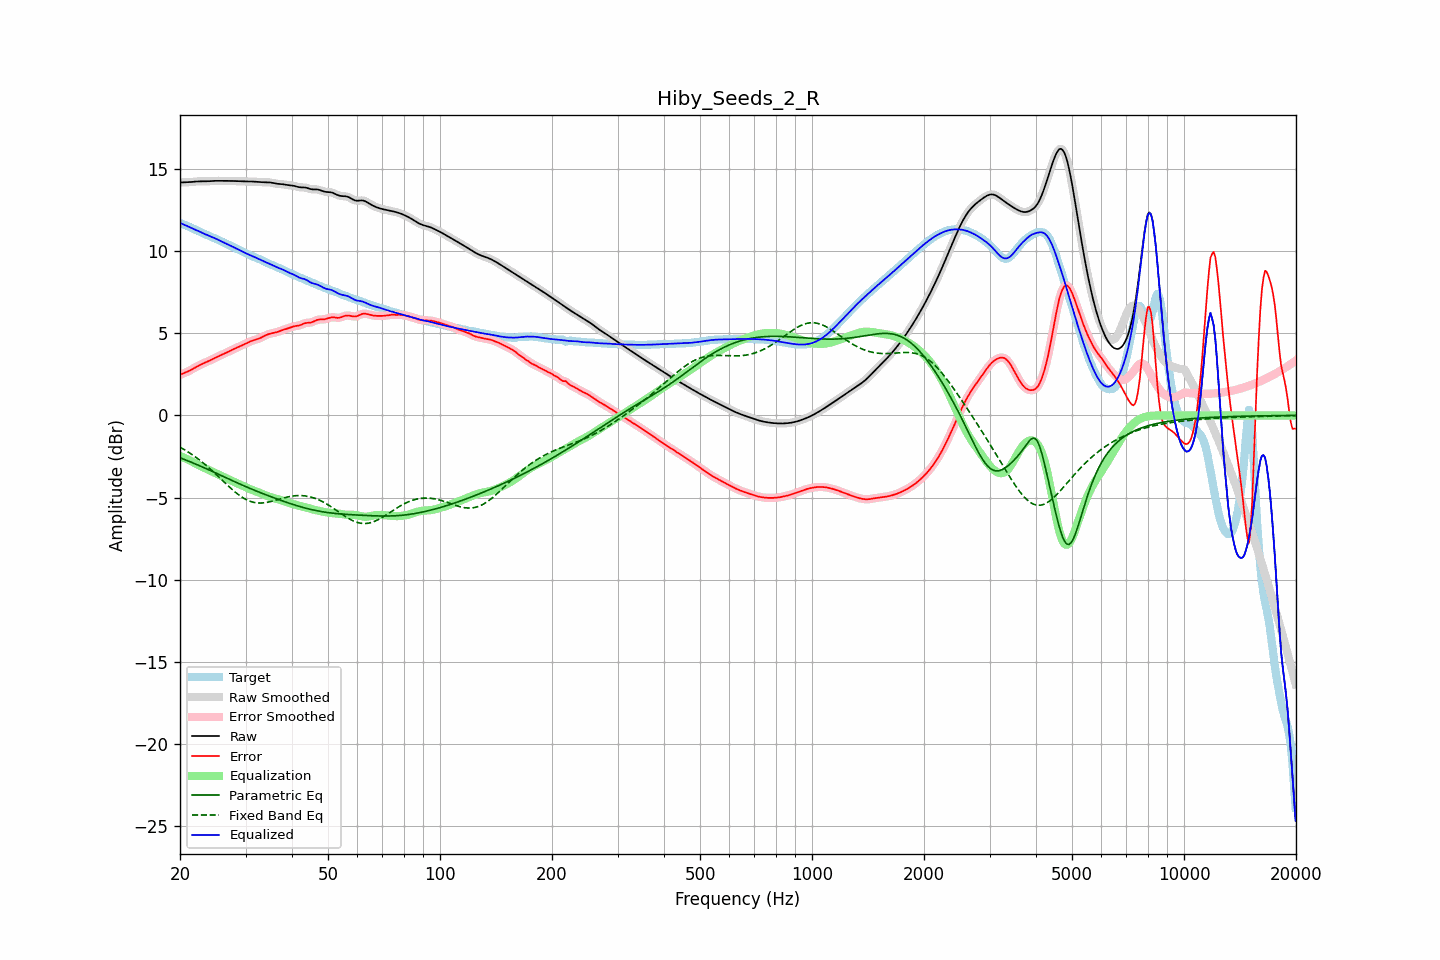 Hiby_Seeds_2_R
Amplitude (dBr)
15
10
5
0
−5
−10
−15
−20
−25
Target
Raw Smoothed
Error Smoothed
Raw
Error
Equalization
Parametric Eq
Fixed Band Eq
Equalized
20 50 100 200 500 1000 2000 5000 10000 20000
Frequency (Hz)